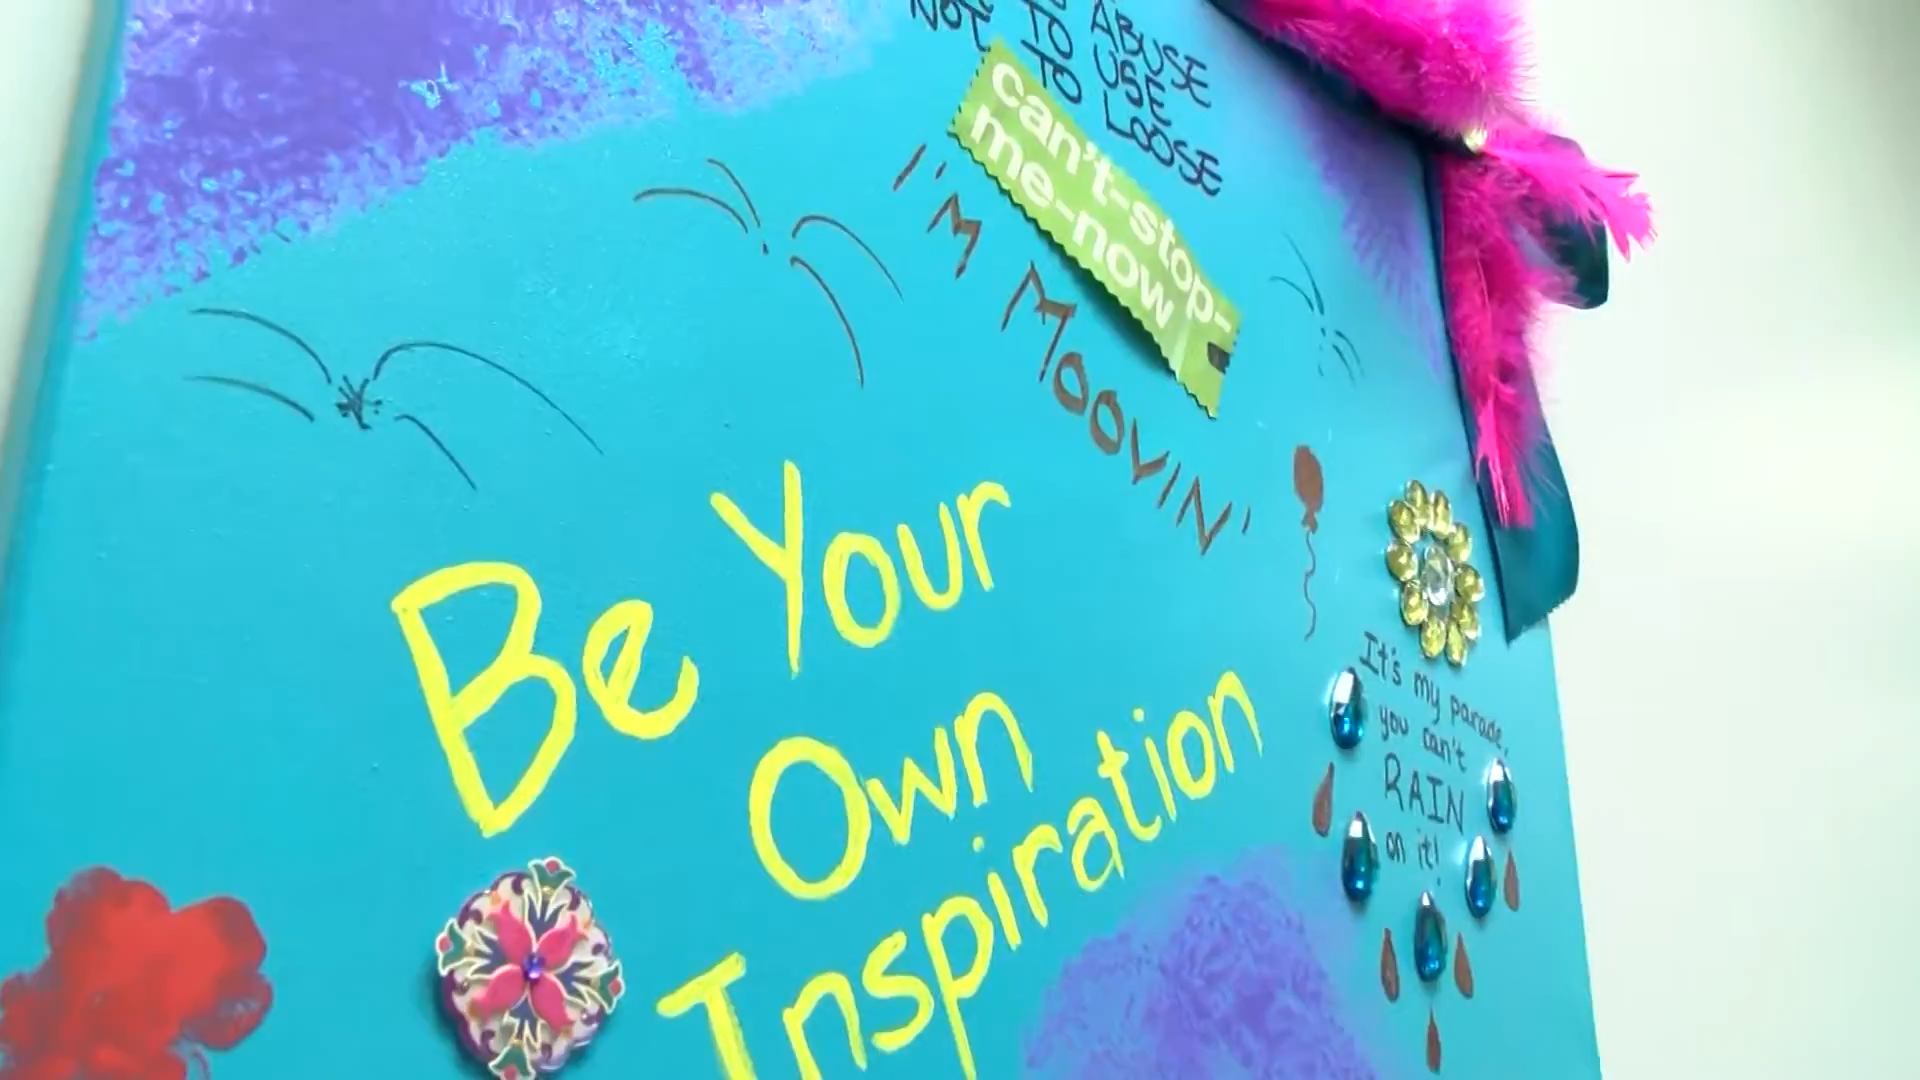 TO ABUSE
NOT TO USE
TO LOOSE
can't-stop-
me-now
I'M MOOVIN'
Be Your
Own
Inspiration
It's my parade,
you can't
RAIN
on it!